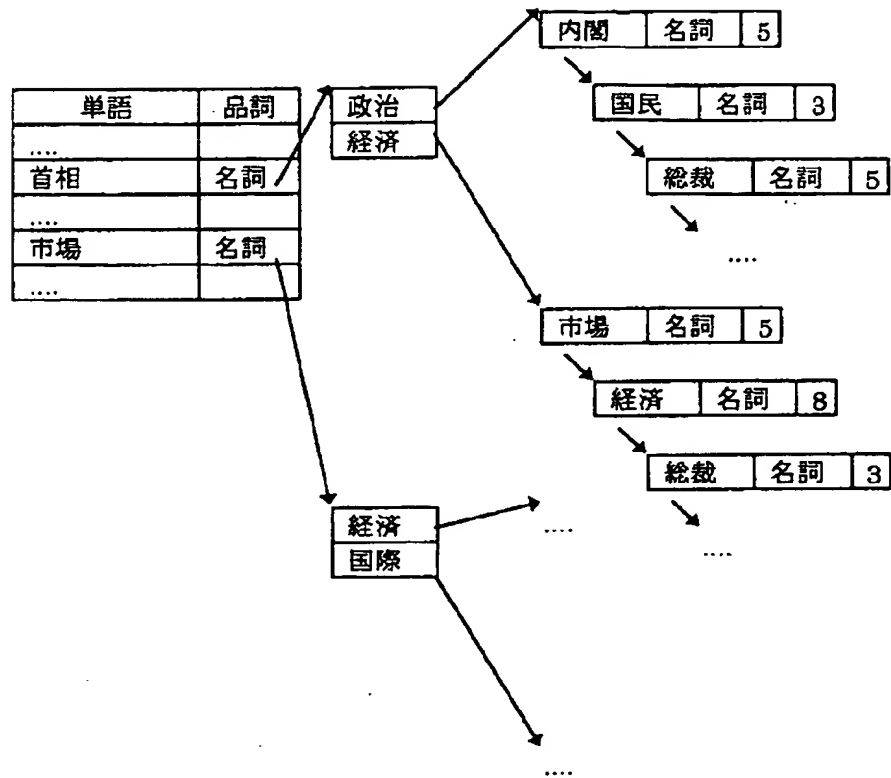 内閣 名詞 5
国民 名詞 3
総裁 名詞 5
....
単語 品詞
....
首相 名詞
....
市場 名詞
....
政治
経済
市場 名詞 5
経済 名詞 8
総裁 名詞 3
....
経済
国際
....
....